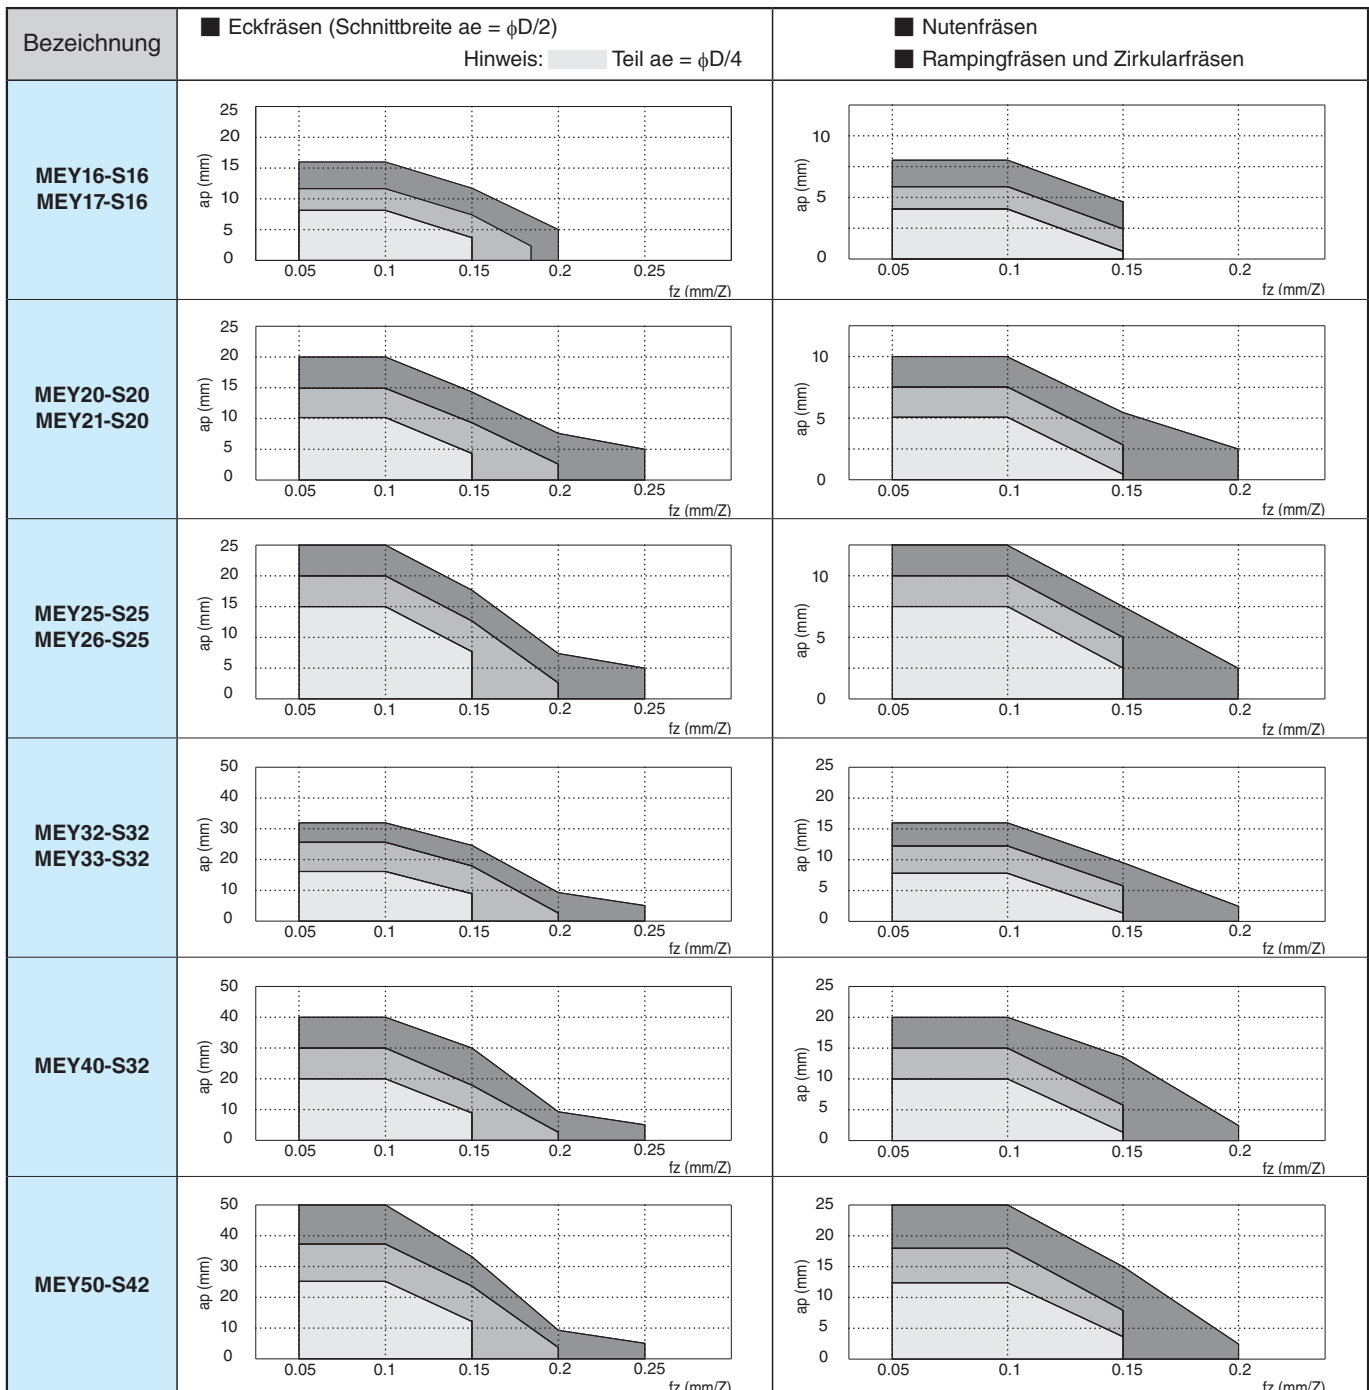 Bezeichnung
■ Eckfräsen (Schnittbreite ae = ϕD/2)
Hinweis: Teil ae = ϕD/4
■ Nutenfräsen
■ Rampingfräsen und Zirkularfräsen
MEY16-S16
MEY17-S16
ap (mm)
25
20
15
10
5
0
0.05 0.1 0.15 0.2 0.25
fz (mm/Z)
ap (mm)
10
5
0
0.05 0.1 0.15 0.2
fz (mm/Z)
MEY20-S20
MEY21-S20
ap (mm)
25
20
15
10
5
0
0.05 0.1 0.15 0.2 0.25
fz (mm/Z)
ap (mm)
10
5
0
0.05 0.1 0.15 0.2
fz (mm/Z)
MEY25-S25
MEY26-S25
ap (mm)
25
20
15
10
5
0
0.05 0.1 0.15 0.2 0.25
fz (mm/Z)
ap (mm)
10
5
0
0.05 0.1 0.15 0.2
fz (mm/Z)
MEY32-S32
MEY33-S32
ap (mm)
50
40
30
20
10
0
0.05 0.1 0.15 0.2 0.25
fz (mm/Z)
ap (mm)
25
20
15
10
5
0
0.05 0.1 0.15 0.2
fz (mm/Z)
MEY40-S32
ap (mm)
50
40
30
20
10
0
0.05 0.1 0.15 0.2 0.25
fz (mm/Z)
ap (mm)
25
20
15
10
5
0
0.05 0.1 0.15 0.2
fz (mm/Z)
MEY50-S42
ap (mm)
50
40
30
20
10
0
0.05 0.1 0.15 0.2 0.25
fz (mm/Z)
ap (mm)
25
20
15
10
5
0
0.05 0.1 0.15 0.2
fz (mm/Z)